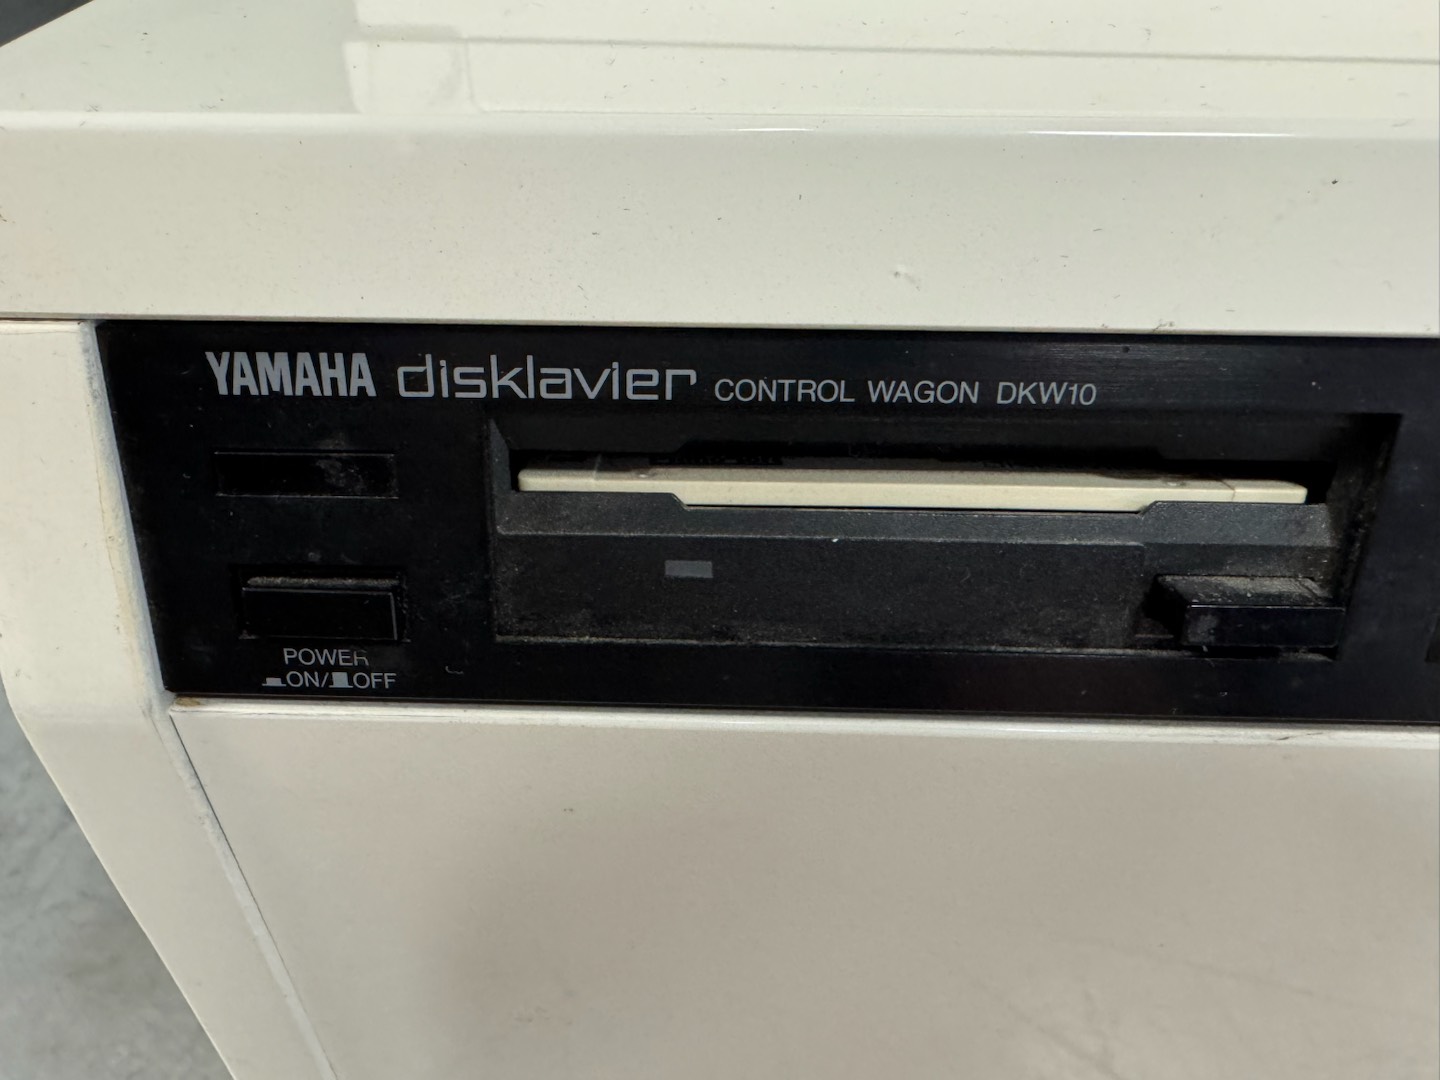 YAMAHA disklavier CONTROL WAGON DKW10
POWER
ON/OFF